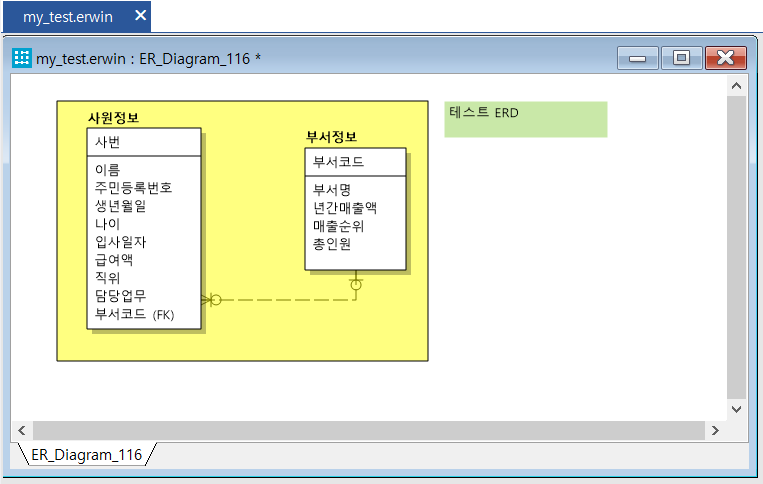 my_test.erwin
my_test.erwin : ER_Diagram_116 *
사원정보
사번
이름
주민등록번호
생년월일
나이
입사일자
급여액
직위
담당업무
부서코드 (FK)
부서정보
부서코드
부서명
년간매출액
매출순위
총인원
테스트 ERD
ER_Diagram_116